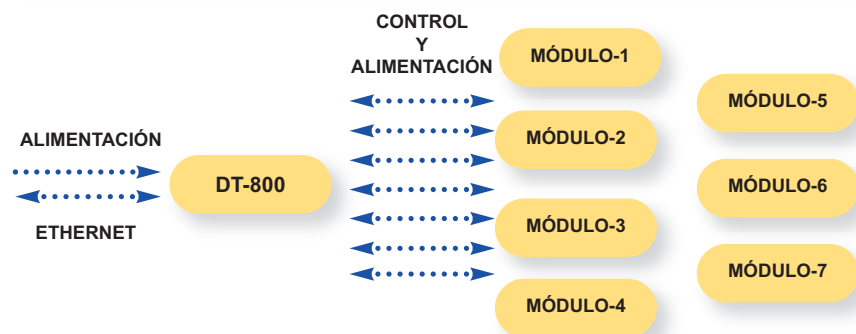 CONTROL
Y
ALIMENTACIÓN
ALIMENTACIÓN
ETHERNET
DT-800
MÓDULO-1
MÓDULO-2
MÓDULO-3
MÓDULO-4
MÓDULO-5
MÓDULO-6
MÓDULO-7